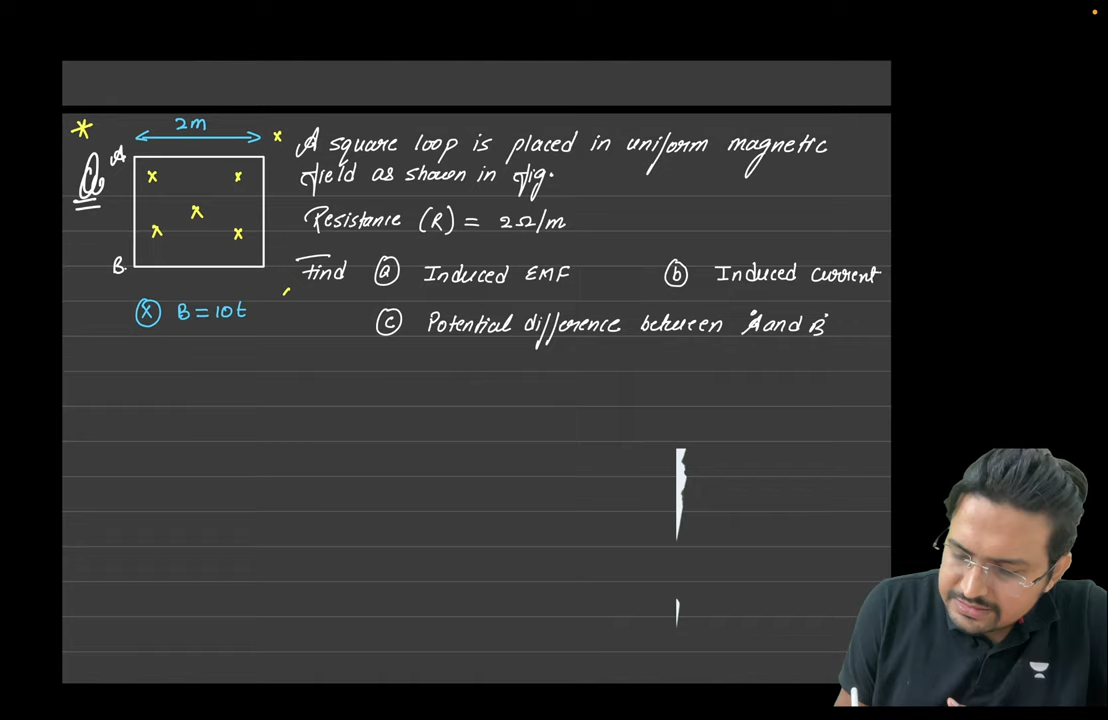 * 2m
x A square loop is placed in uniform magnetic
Q A
field as shown in fig.
x x
x
x x
Resistance (R) = 2Ω/m
B
Find (a) Induced EMF (b) Induced current
(x) B = 10t
(c) Potential difference between A and B